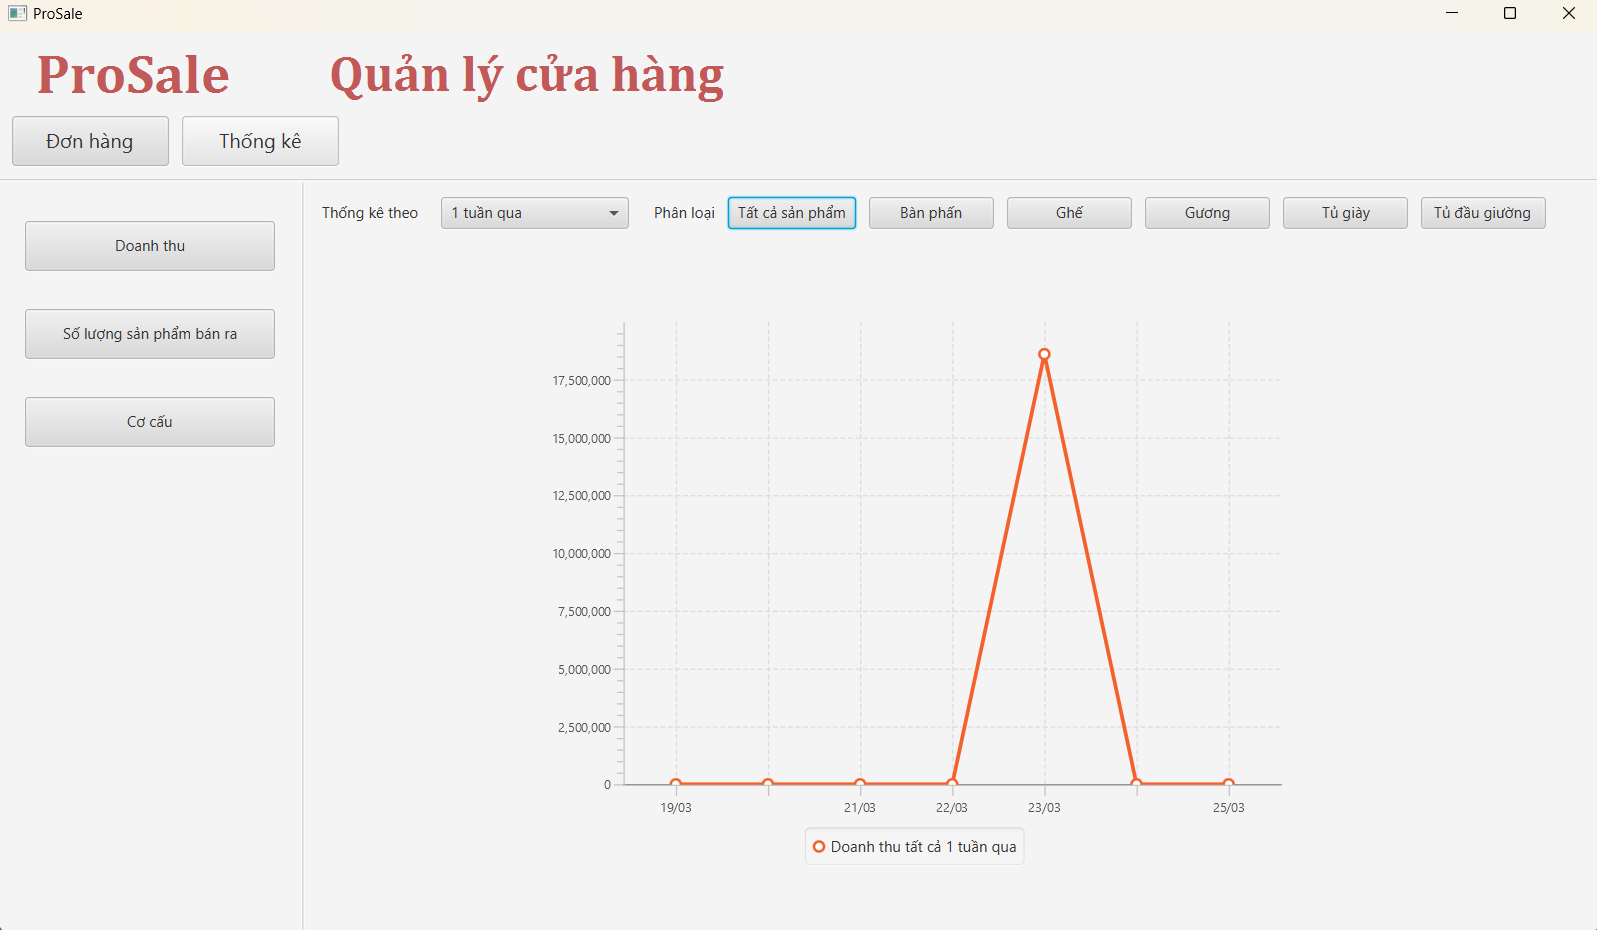 ProSale
ProSale
Quản lý cửa hàng
Đơn hàng
Thống kê
Thống kê theo
1 tuần qua
Phân loại
Tất cả sản phẩm
Bàn phấn
Ghế
Gương
Tủ giày
Tủ đầu giường
Doanh thu
Số lượng sản phẩm bán ra
Cơ cấu
17,500,000
15,000,000
12,500,000
10,000,000
7,500,000
5,000,000
2,500,000
0
19/03
21/03
22/03
23/03
25/03
Doanh thu tất cả 1 tuần qua